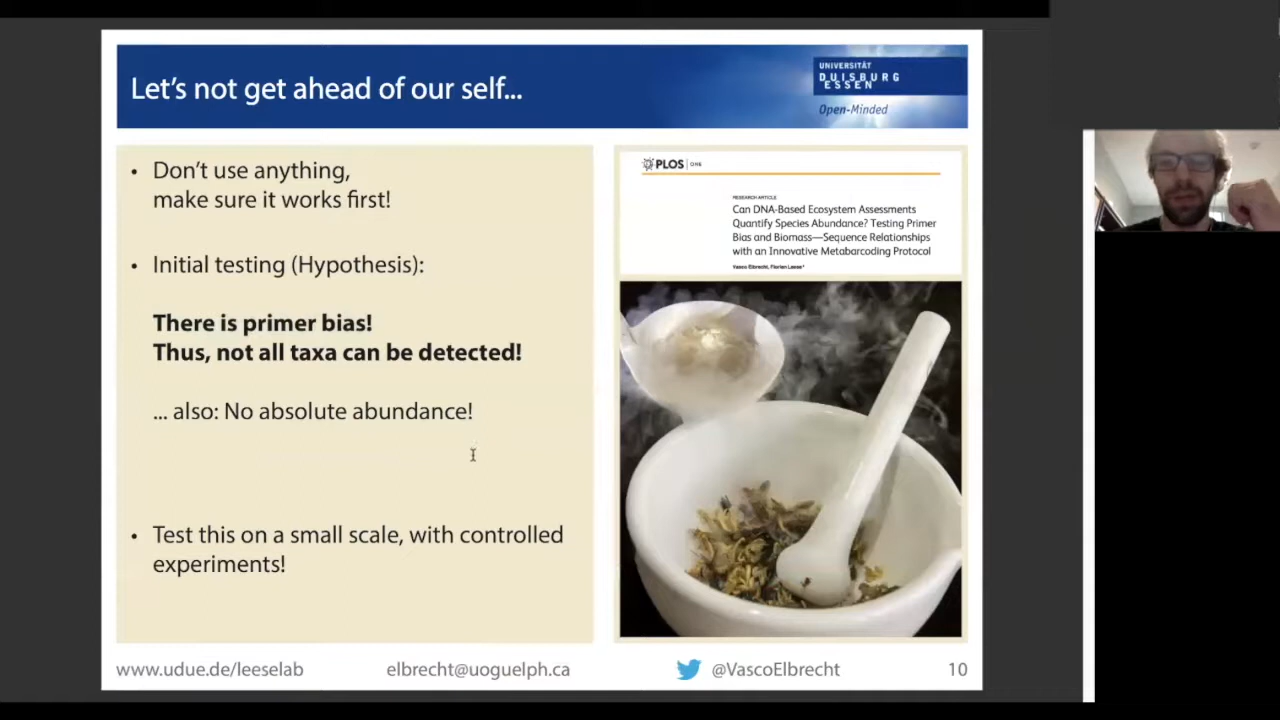 Let's not get ahead of our self...
UNIVERSITÄT
DUISBURG
ESSEN
Open-Minded
• Don't use anything,
make sure it works first!
• Initial testing (Hypothesis):
There is primer bias!
Thus, not all taxa can be detected!
... also: No absolute abundance!
• Test this on a small scale, with controlled
experiments!
PLOS | ONE
RESEARCH ARTICLE
Can DNA-Based Ecosystem Assessments
Quantify Species Abundance? Testing Primer
Bias and Biomass—Sequence Relationships
with an Innovative Metabarcoding Protocol
Vasco Elbrecht, Florian Leese*
www.udue.de/leeselab
elbrecht@uoguelph.ca
@VascoElbrecht
10